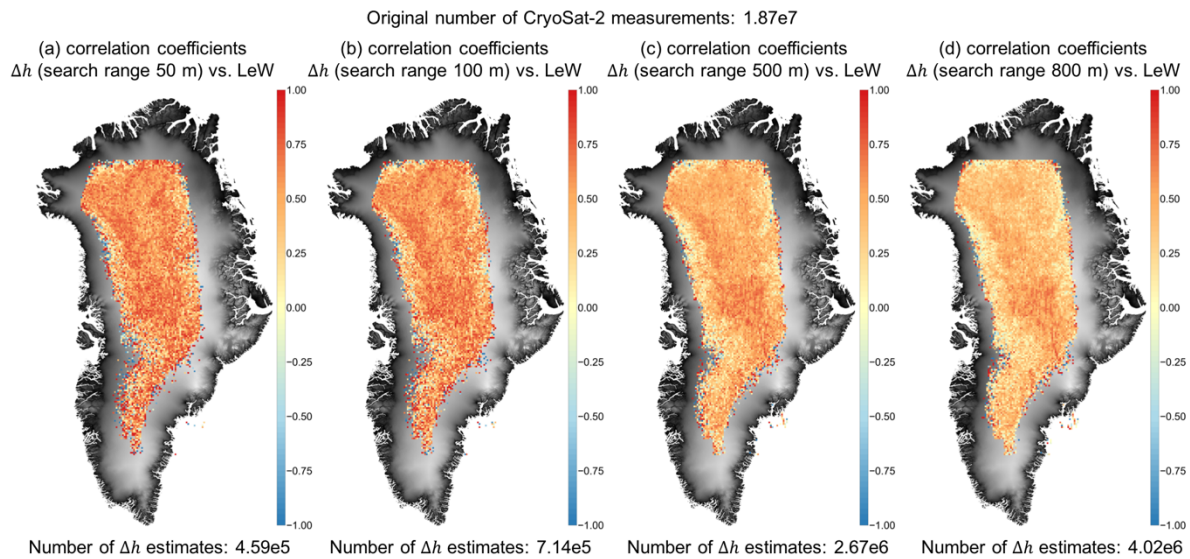 Original number of CryoSat-2 measurements: 1.87e7
(a) correlation coefficients
Δh (search range 50 m) vs. LeW
(b) correlation coefficients
Δh (search range 100 m) vs. LeW
(c) correlation coefficients
Δh (search range 500 m) vs. LeW
(d) correlation coefficients
Δh (search range 800 m) vs. LeW
1.00
0.75
0.50
0.25
0.00
−0.25
−0.50
−0.75
−1.00
1.00
0.75
0.50
0.25
0.00
−0.25
−0.50
−0.75
−1.00
1.00
0.75
0.50
0.25
0.00
−0.25
−0.50
−0.75
−1.00
1.00
0.75
0.50
0.25
0.00
−0.25
−0.50
−0.75
−1.00
Number of Δh estimates: 4.59e5
Number of Δh estimates: 7.14e5
Number of Δh estimates: 2.67e6
Number of Δh estimates: 4.02e6